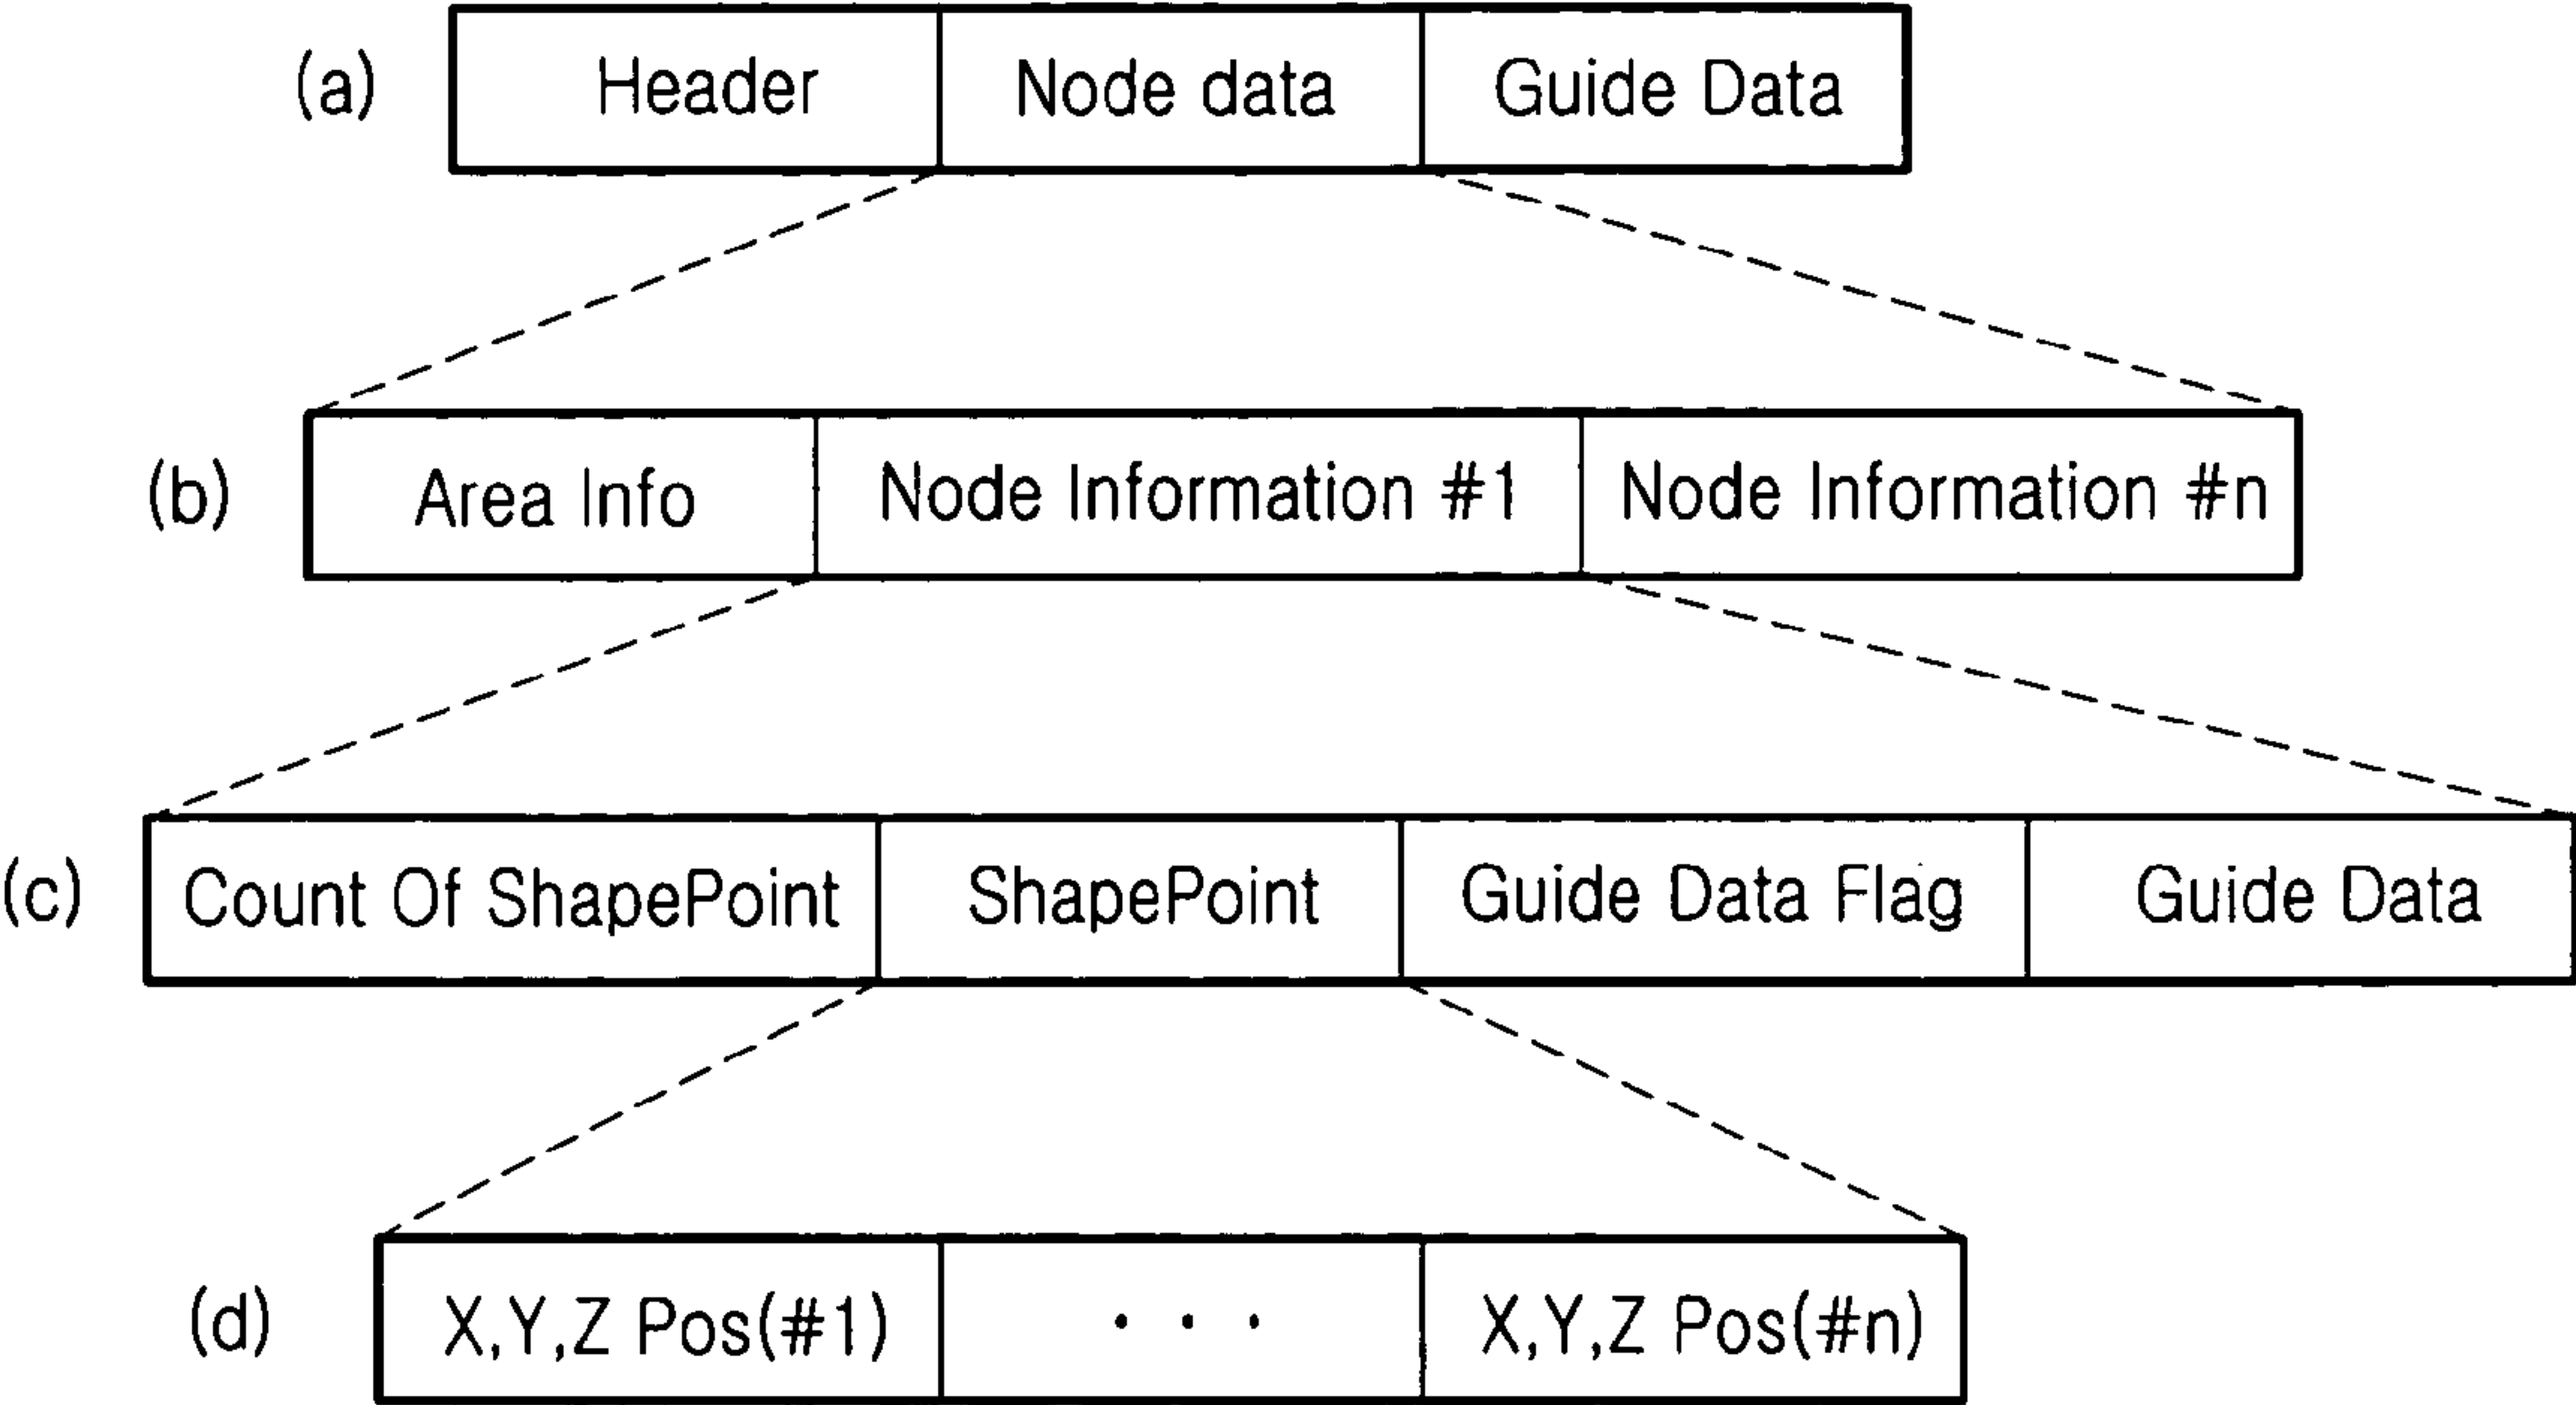 (a) Header Node data Guide Data
(b) Area Info Node Information #1 Node Information #n
(c) Count Of ShapePoint ShapePoint Guide Data Flag Guide Data
(d) X,Y,Z Pos(#1) · · · X,Y,Z Pos(#n)